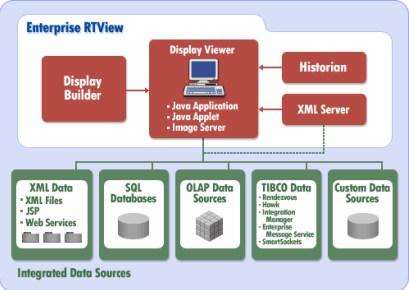 Enterprise RTView
Display Viewer
• Java Application
• Java Applet
• Image Server
Display
Builder
Historian
XML Server
XML Data
• XML Files
• JSP
• Web Services
SQL
Databases
OLAP Data
Sources
TIBCO Data
• Rendezvous
• Hawk
• Integration
Manager
• Enterprise
Message Service
• SmartSockets
Custom Data
Sources
Integrated Data Sources